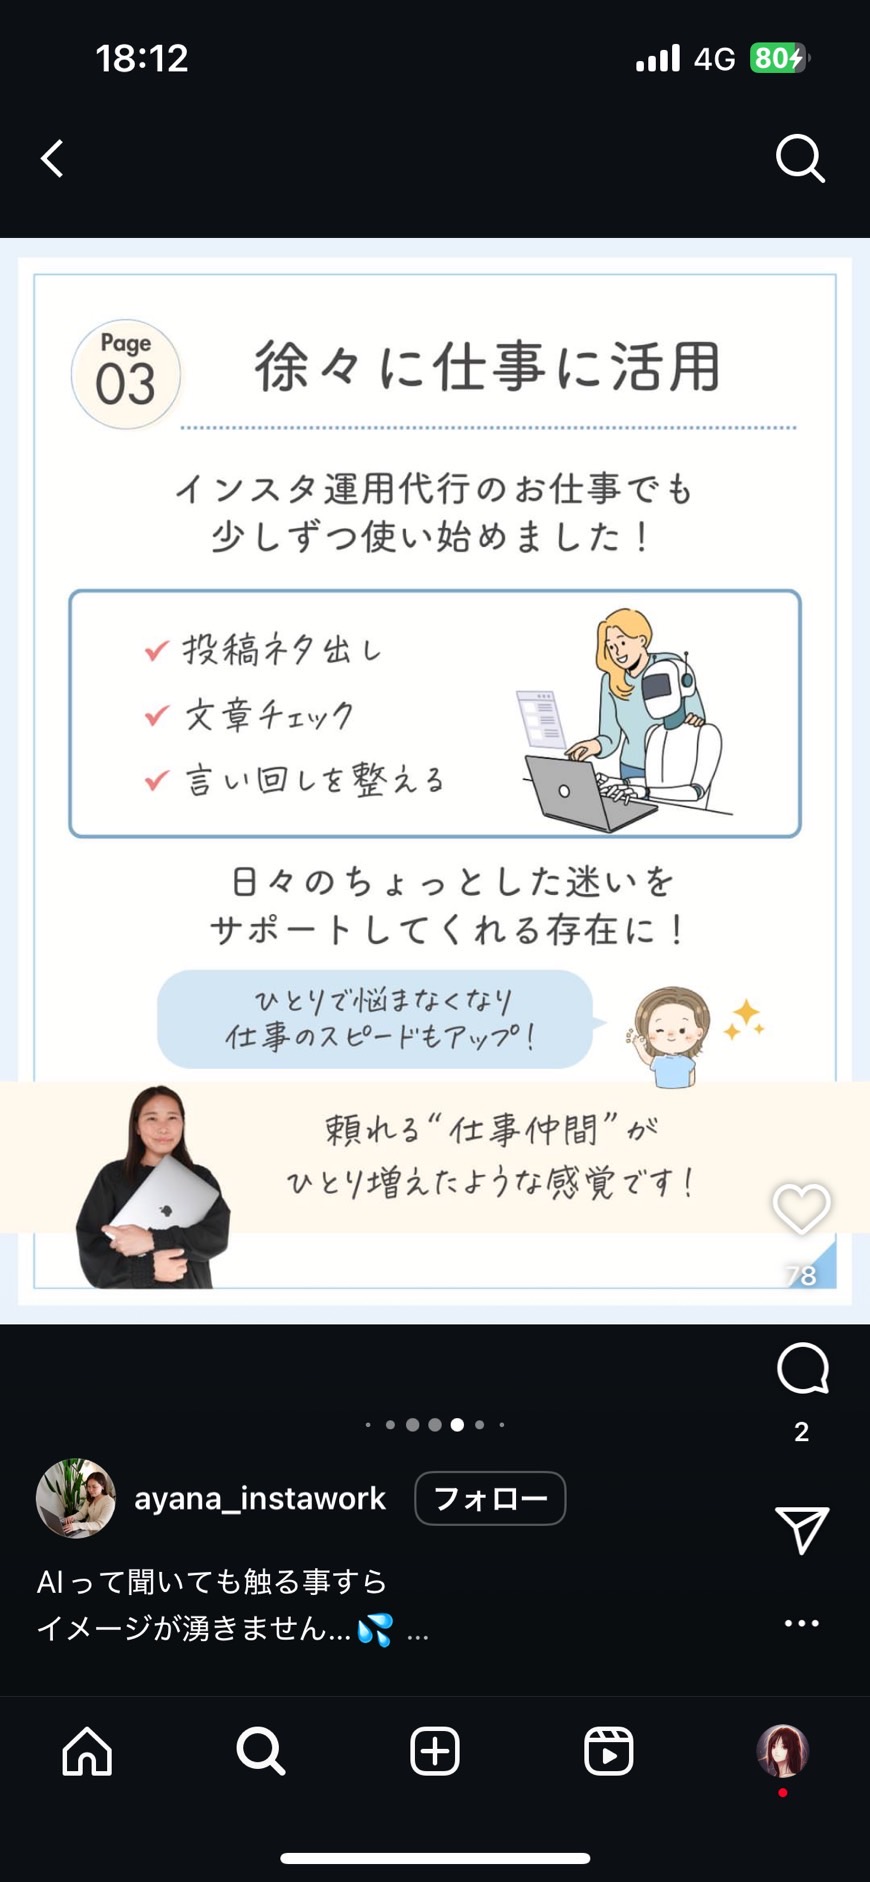 18:12
4G
80
Page
03
徐々に仕事に活用
インスタ運用代行のお仕事でも
少しずつ使い始めました！
投稿ネタ出し
文章チェック
言い回しを整える
日々のちょっとした迷いを
サポートしてくれる存在に！
ひとりで悩まなくなり
仕事のスピードもアップ！
頼れる“仕事仲間”が
ひとり増えたような感覚です！
78
2
ayana_instawork
フォロー
AIって聞いても触る事すら
イメージが湧きません...💦 ...